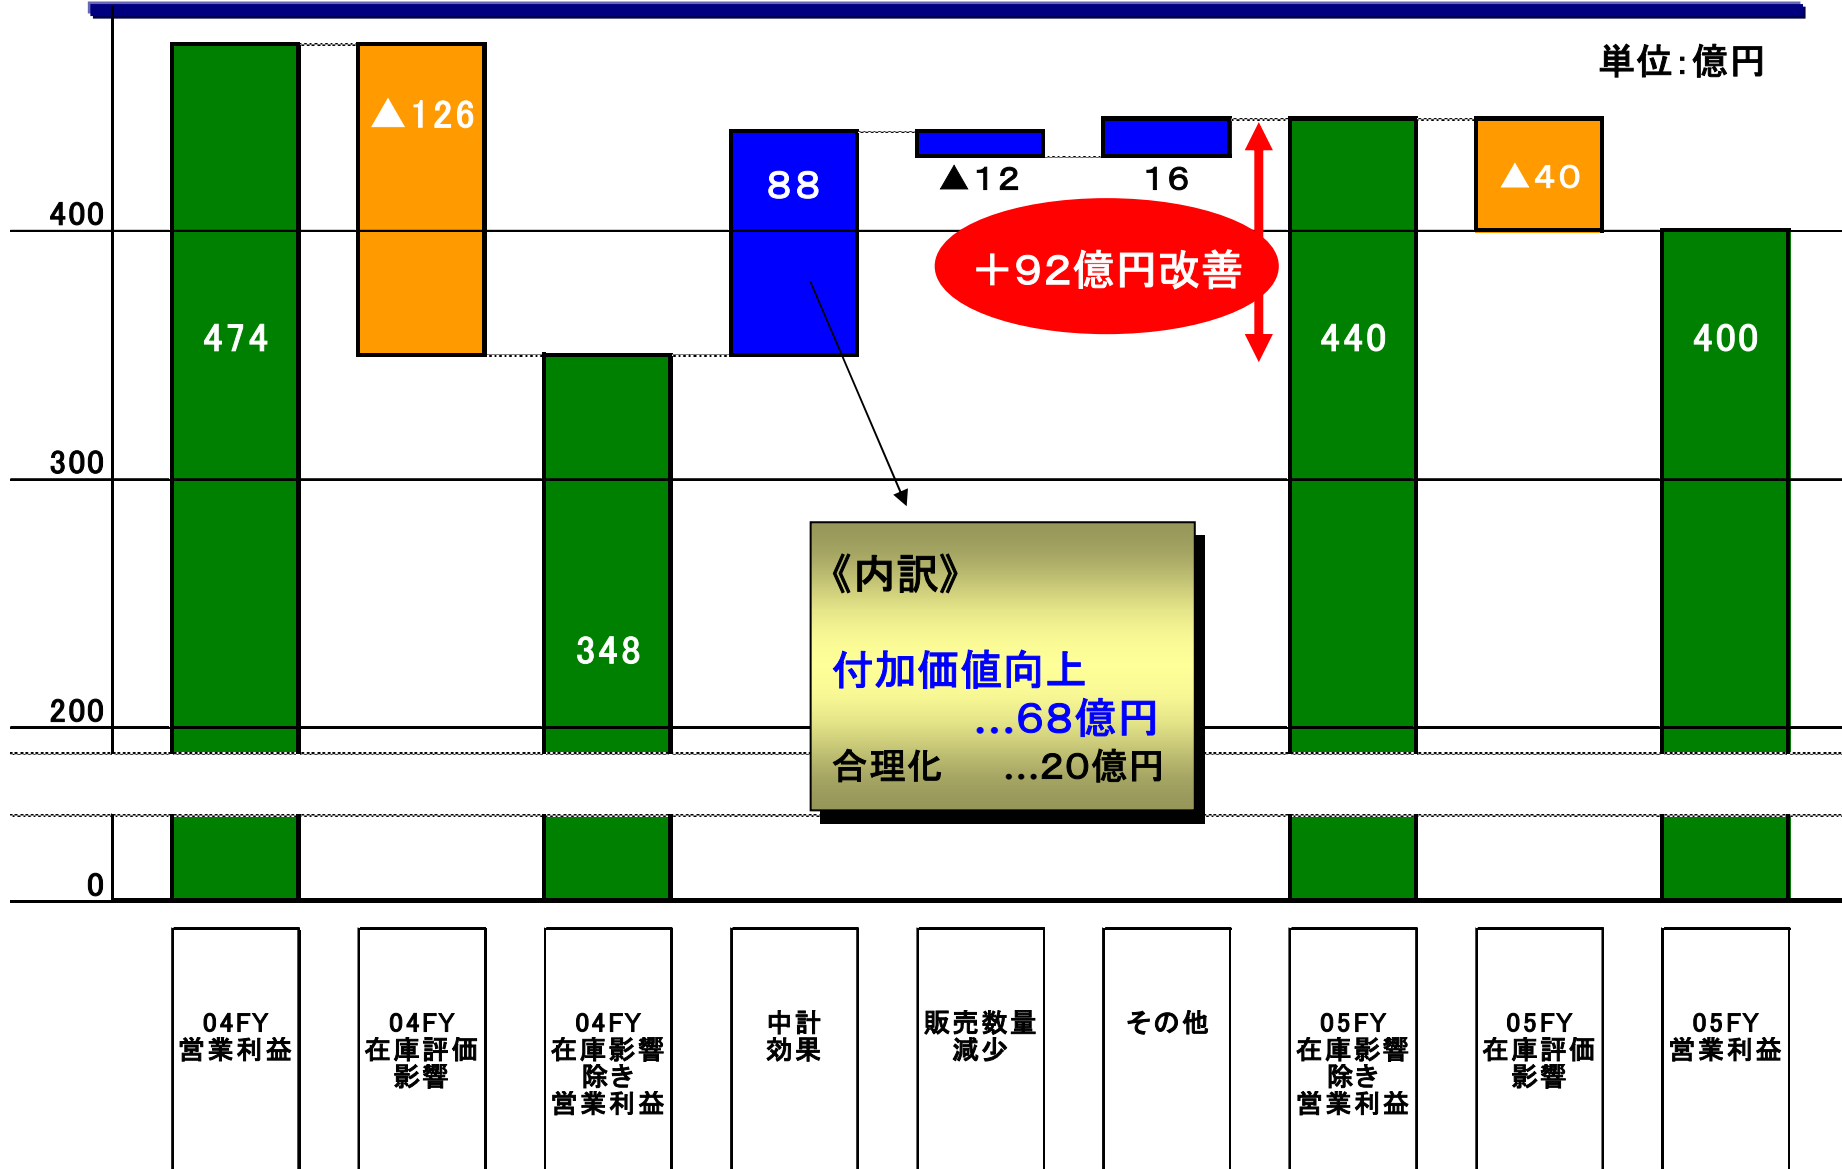 単位:億円
▲126
88
▲12
16
▲40
400
+92億円改善
474
440
400
300
348
《内訳》
付加価値向上
…68億円
合理化 …20億円
200
0
04FY
営業利益
04FY
在庫評価
影響
04FY
在庫影響
除き
営業利益
中計
効果
販売数量
減少
その他
05FY
在庫影響
除き
営業利益
05FY
在庫評価
影響
05FY
営業利益